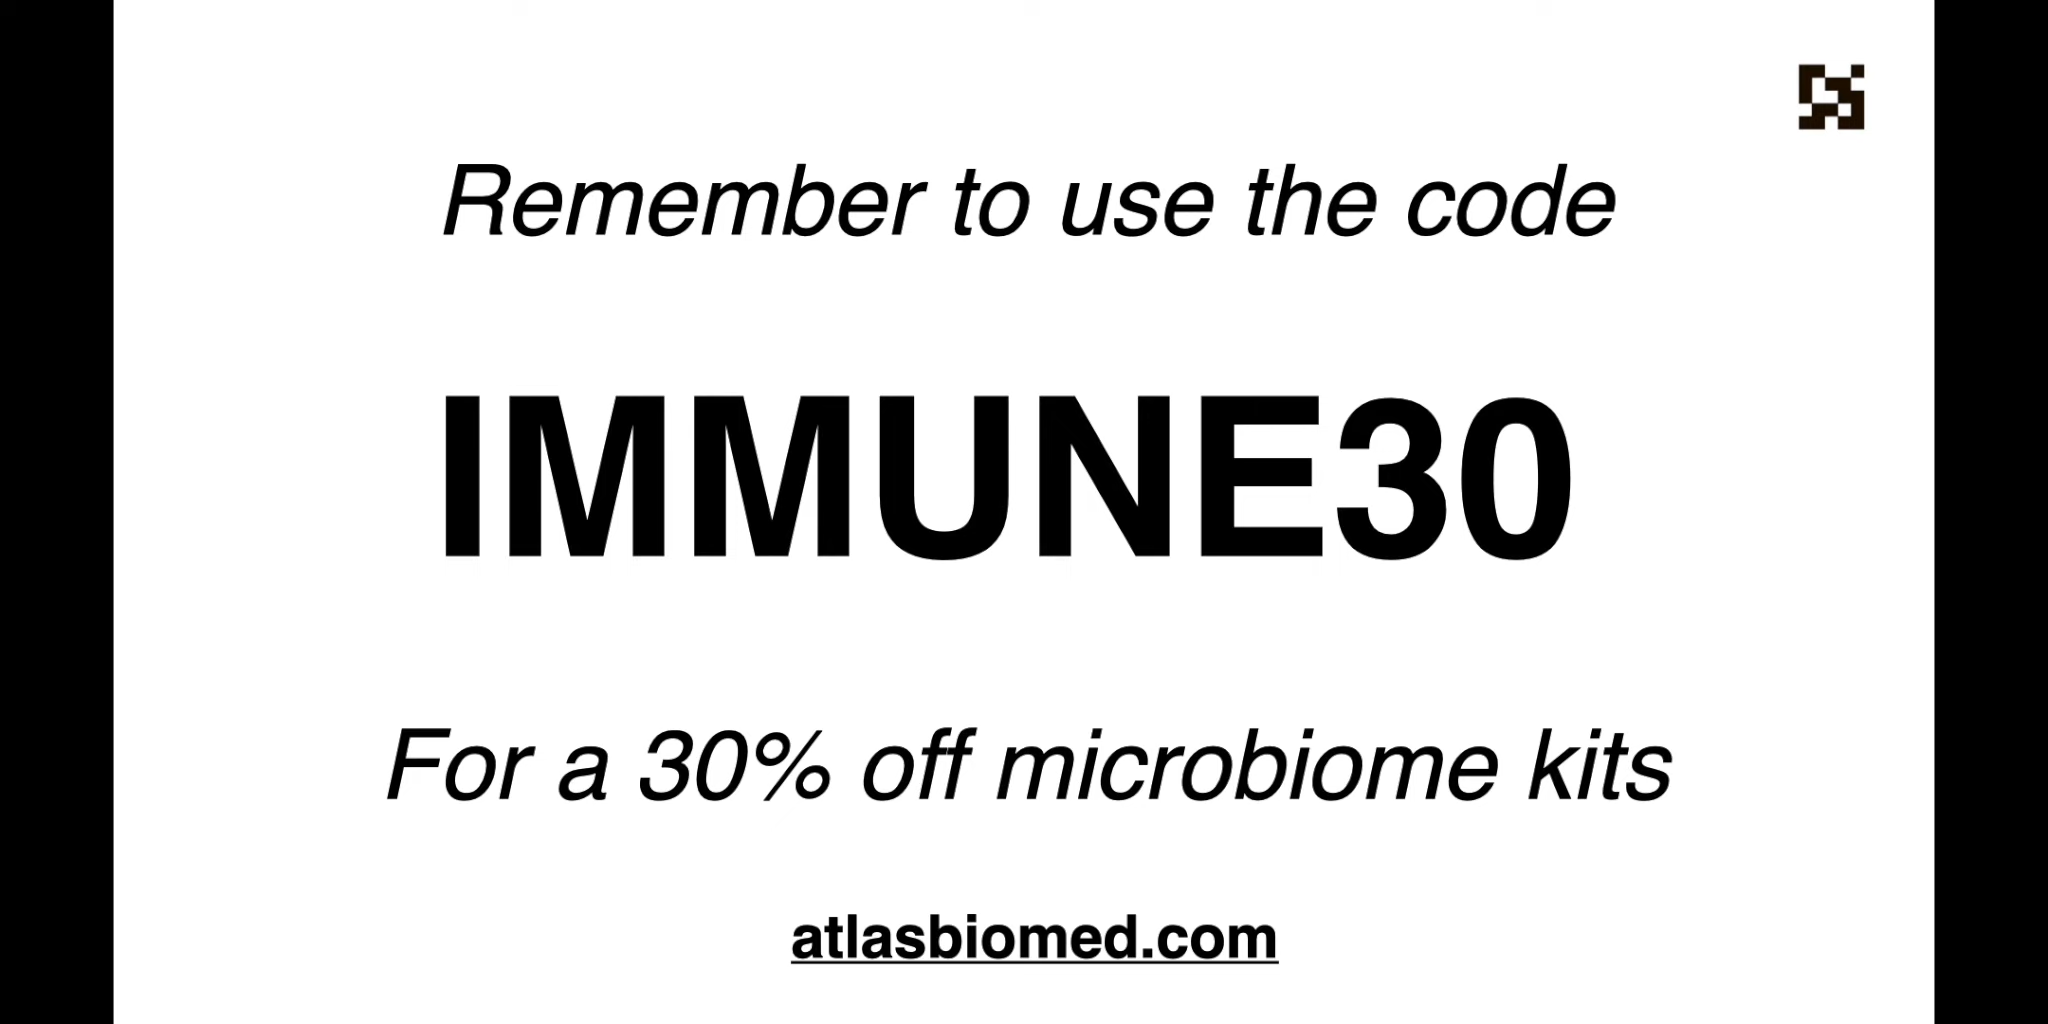 Remember to use the code
IMMUNE30
For a 30% off microbiome kits
atlasbiomed.com